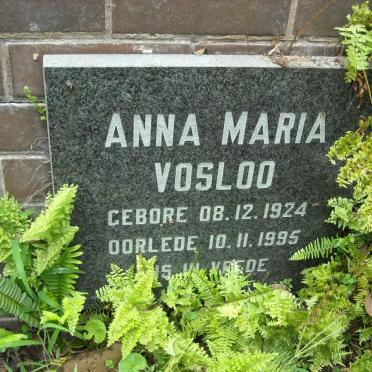 ANNA MARIA
VOSLOO
GEBORE 08.12.1924
OORLEDE 10.11.1995